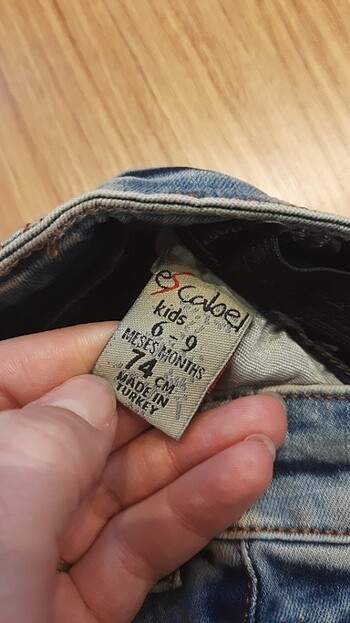 eScabel
kids
6 - 9
MESES MONTHS
74 CM
MADE IN
TURKEY